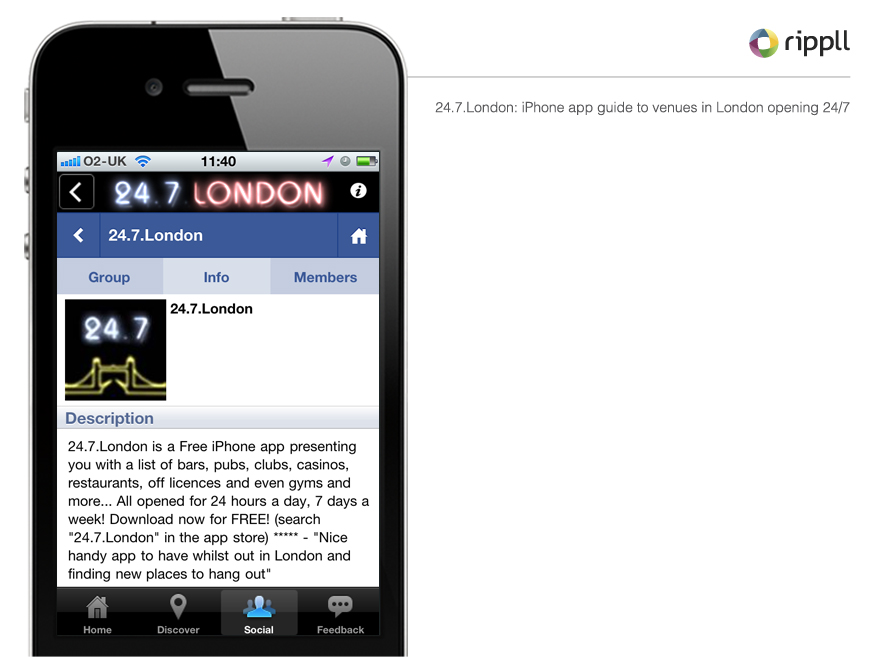 rippll
24.7.London: iPhone app guide to venues in London opening 24/7
O2-UK 11:40
24.7 LONDON
24.7.London
Group Info Members
24.7
24.7.London
Description
24.7.London is a Free iPhone app presenting
you with a list of bars, pubs, clubs, casinos,
restaurants, off licences and even gyms and
more... All opened for 24 hours a day, 7 days a
week! Download now for FREE! (search
"24.7.London" in the app store) ***** - "Nice
handy app to have whilst out in London and
finding new places to hang out"
Home Discover Social Feedback